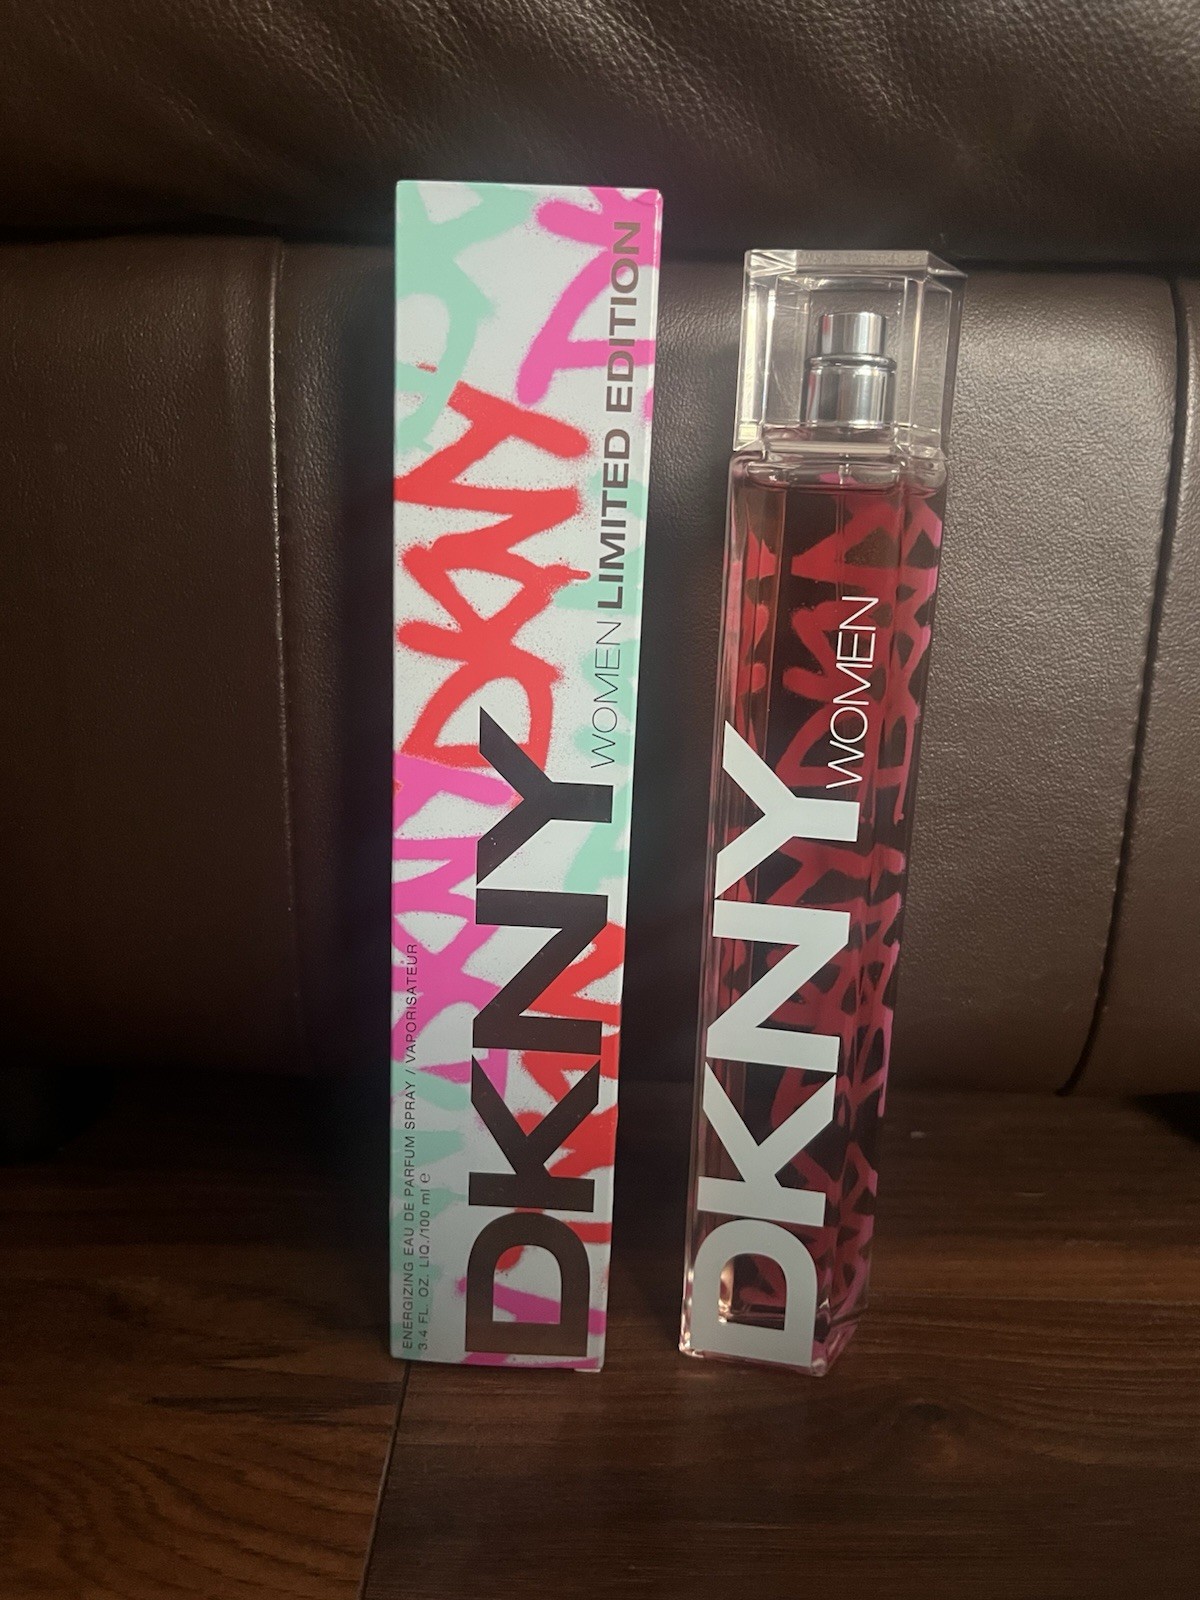 DKNY
WOMEN LIMITED EDITION
ENERGIZING EAU DE PARFUM SPRAY / VAPORISATEUR
3.4 FL. OZ. LIQ./100 ml ℮
DKNY
DKNY
WOMEN